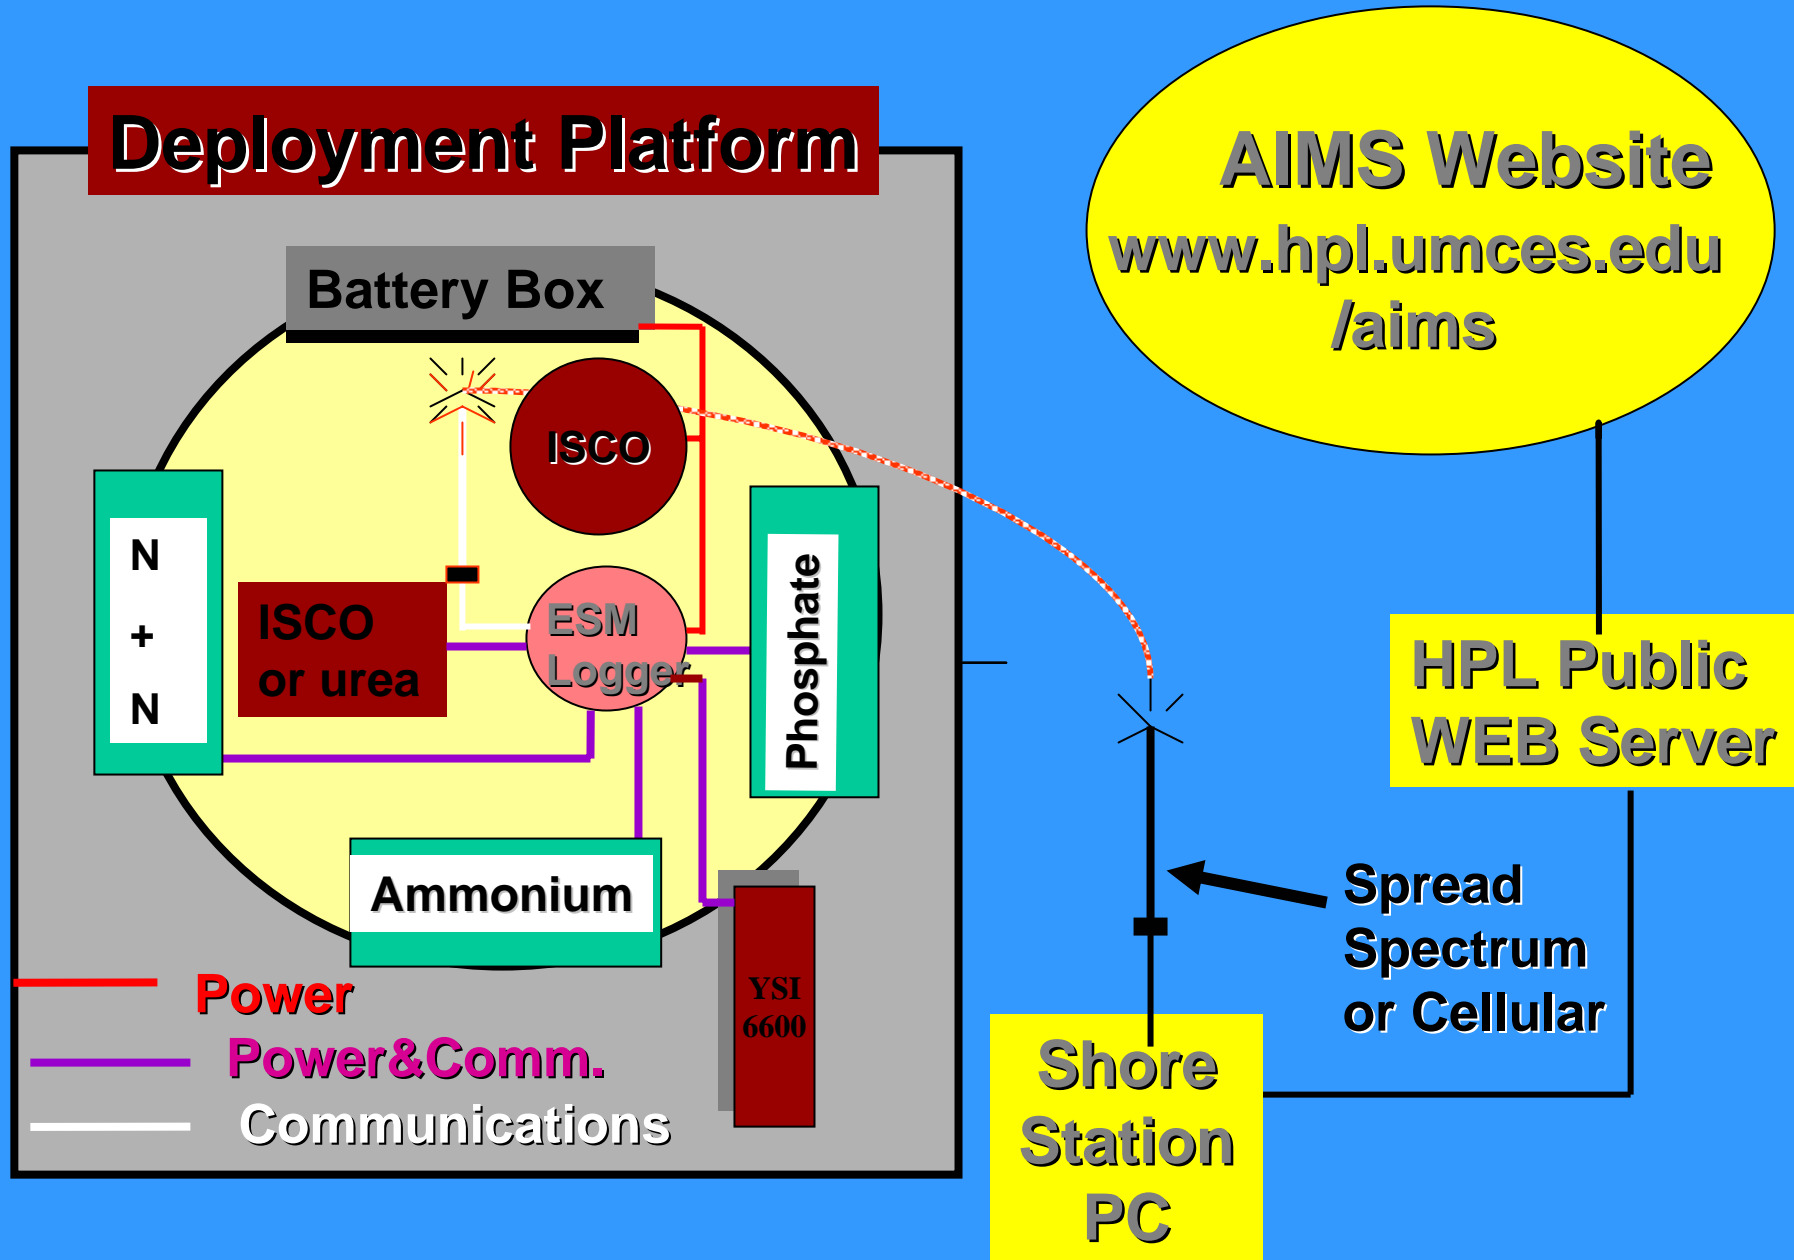 Deployment Platform
Battery Box
ISCO
N
+
N
ISCO
or urea
ESM
Logger
Phosphate
Ammonium
YSI
6600
Power
Power&Comm.
Communications
AIMS Website
www.hpl.umces.edu
/aims
HPL Public
WEB Server
Spread
Spectrum
or Cellular
Shore
Station
PC